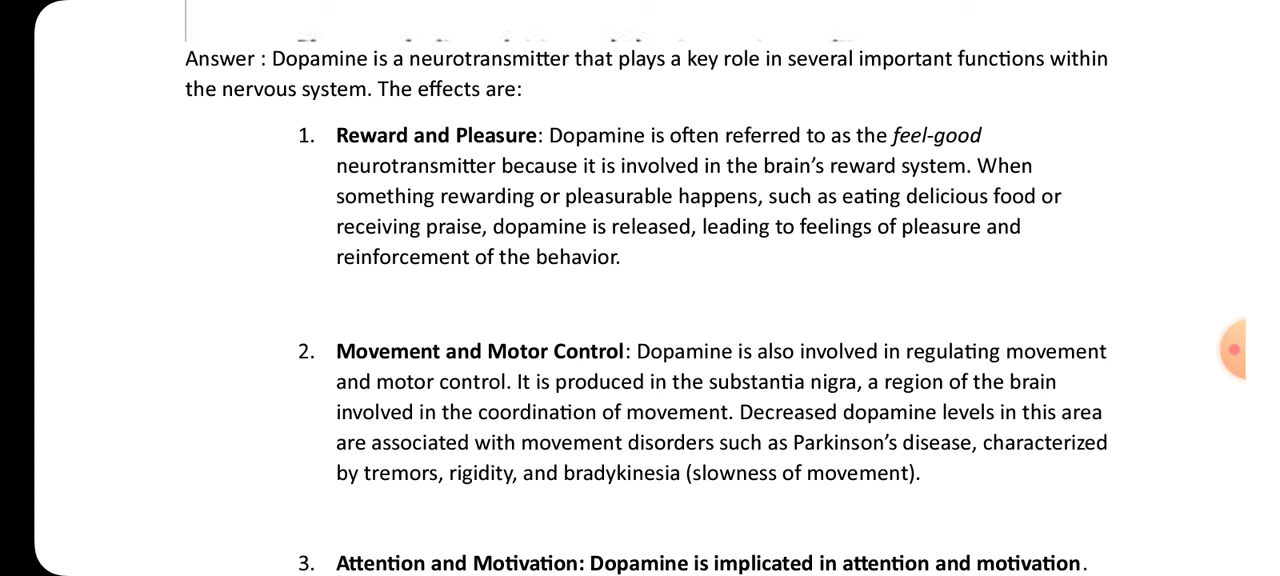 Answer : Dopamine is a neurotransmitter that plays a key role in several important functions within
the nervous system. The effects are:
1. Reward and Pleasure: Dopamine is often referred to as the feel-good
neurotransmitter because it is involved in the brain’s reward system. When
something rewarding or pleasurable happens, such as eating delicious food or
receiving praise, dopamine is released, leading to feelings of pleasure and
reinforcement of the behavior.
2. Movement and Motor Control: Dopamine is also involved in regulating movement
and motor control. It is produced in the substantia nigra, a region of the brain
involved in the coordination of movement. Decreased dopamine levels in this area
are associated with movement disorders such as Parkinson’s disease, characterized
by tremors, rigidity, and bradykinesia (slowness of movement).
3. Attention and Motivation: Dopamine is implicated in attention and motivation.